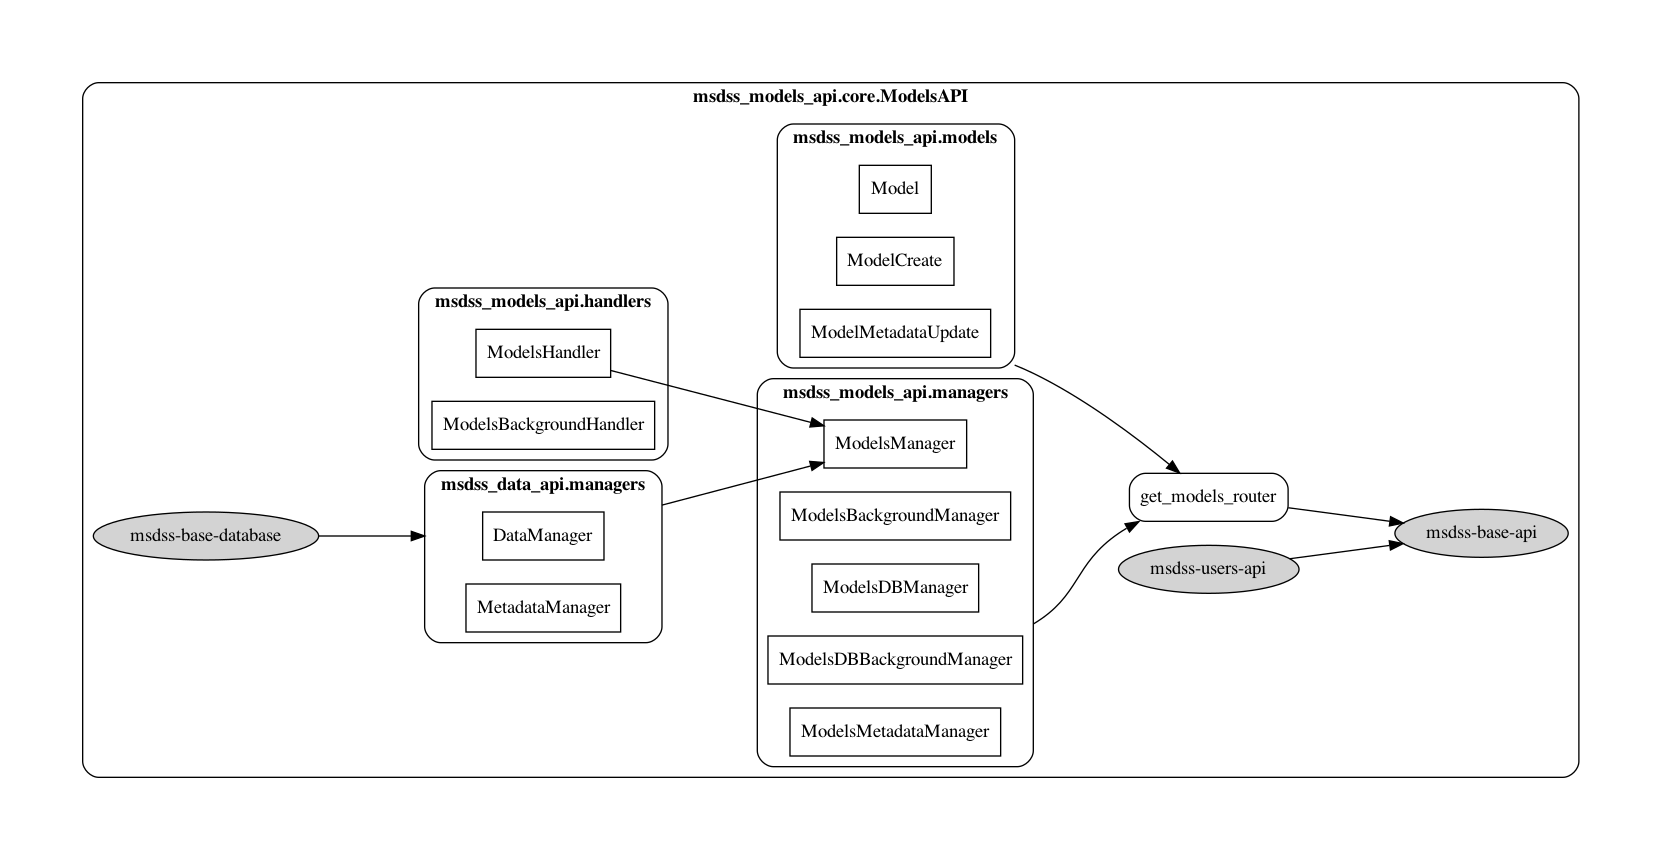 msdss_models_api.core.ModelsAPI
msdss_models_api.models
Model
ModelCreate
ModelMetadataUpdate
msdss_models_api.handlers
ModelsHandler
ModelsBackgroundHandler
msdss_models_api.managers
ModelsManager
ModelsBackgroundManager
ModelsDBManager
ModelsDBBackgroundManager
ModelsMetadataManager
msdss_data_api.managers
DataManager
MetadataManager
msdss-base-database
get_models_router
msdss-users-api
msdss-base-api